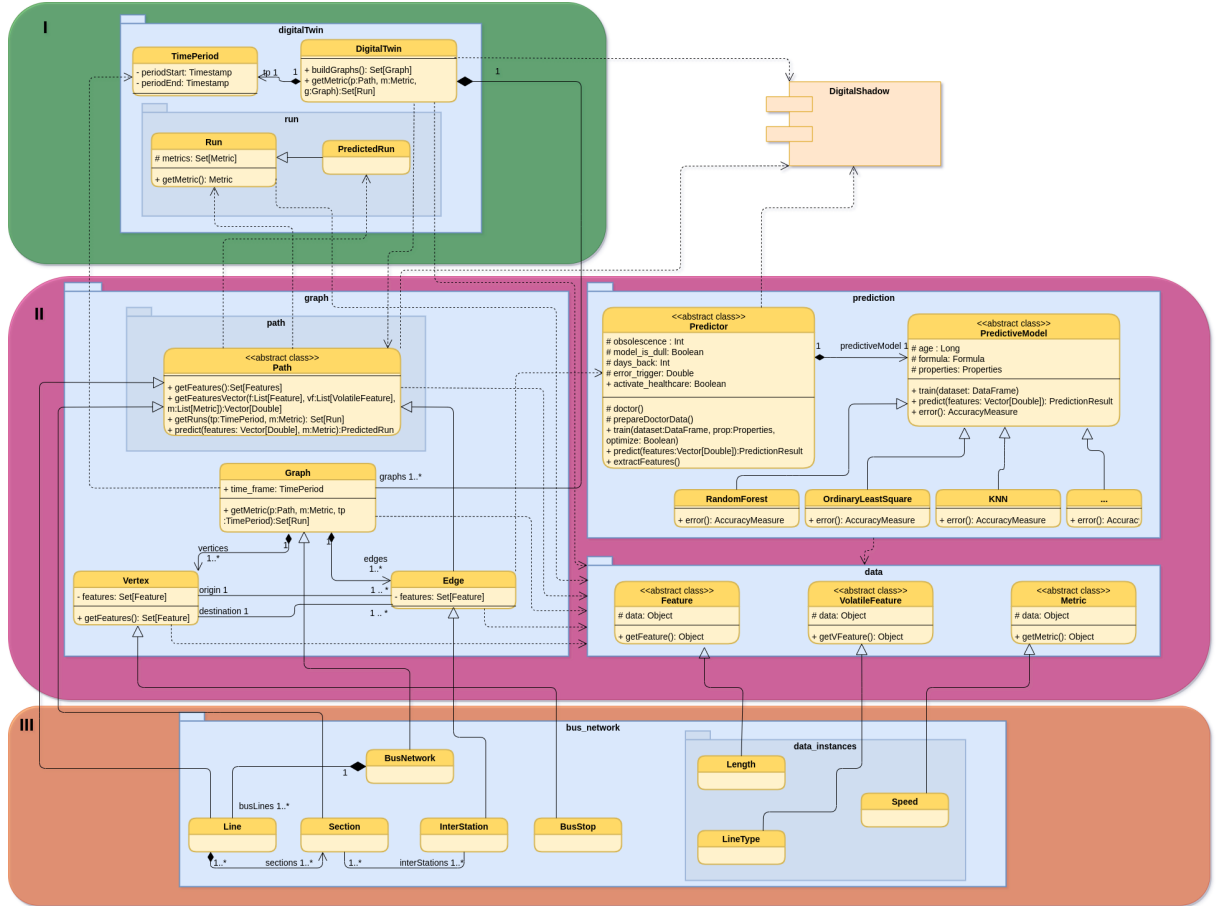 I
digitalTwin
TimePeriod
- periodStart: Timestamp
- periodEnd: Timestamp
tp 1
1
DigitalTwin
+ buildGraphs(): Set[Graph]
+ getMetric(p:Path, m:Metric,
g:Graph):Set[Run]
1
DigitalShadow
run
Run
# metrics: Set[Metric]
+ getMetric(): Metric
PredictedRun
II
graph
path
<<abstract class>>
Path
+ getFeatures():Set[Features]
+ getFeaturesVector(f:List[Feature], vf:List[VolatileFeature],
m:List[Metric]):Vector[Double]
+ getRuns(tp:TimePeriod, m:Metric): Set[Run]
+ predict(features: Vector[Double], m:Metric):PredictedRun
Graph
+ time_frame: TimePeriod
+ getMetric(p:Path, m:Metric, tp
:TimePeriod):Set[Run]
graphs 1..*
1
1
vertices
1..*
edges
1..*
Vertex
- features: Set[Feature]
+ getFeatures(): Set[Feature]
origin 1
1 .. *
destination 1
1 .. *
Edge
- features: Set[Feature]
prediction
<<abstract class>>
Predictor
# obsolescence : Int
# model_is_dull: Boolean
# days_back: Int
# error_trigger: Double
+ activate_healthcare: Boolean
# doctor()
# prepareDoctorData()
+ train(dataset:DataFrame, prop:Properties,
optimize: Boolean)
+ predict(features:Vector[Double]):PredictionResult
+ extractFeatures()
1
predictiveModel 1
<<abstract class>>
PredictiveModel
# age : Long
# formula: Formula
# properties: Properties
+ train(dataset: DataFrame)
+ predict(features: Vector[Double]): PredictionResult
+ error(): AccuracyMeasure
RandomForest
+ error(): AccuracyMeasure
OrdinaryLeastSquare
+ error(): AccuracyMeasure
KNN
+ error(): AccuracyMeasure
...
+ error(): Accurac
data
<<abstract class>>
Feature
# data: Object
+ getFeature(): Object
<<abstract class>>
VolatileFeature
# data: Object
+ getVFeature(): Object
<<abstract class>>
Metric
# data: Object
+ getMetric(): Object
III
bus_network
BusNetwork
1
busLines 1..*
Line
Section
InterStation
BusStop
1..*
sections 1..*
1..*
interStations 1..*
data_instances
Length
LineType
Speed